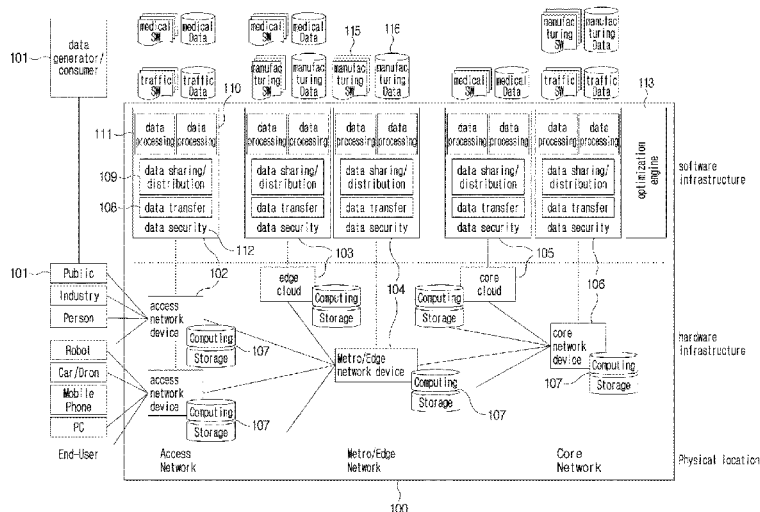 101
data
generator/
consumer
medical
SW
medical
Data
traffic
SW
traffic
Data
110
medical
SW
medical
Data
manufac
turing
SW
manufac
turing
Data
115
manufac
turing
SW
116
manufac
turing
Data
medical
SW
medical
Data
manufac
turing
SW
traffic
SW
traffic
Data
113
111
data
processing
data
processing
data
processing
data
processing
data
processing
data
processing
data
processing
data
processing
data
processing
data
processing
optimization
engine
software
infrastructure
109
data sharing/
distribution
data sharing/
distribution
data sharing/
distribution
data sharing/
distribution
data sharing/
distribution
108
data transfer
data transfer
data transfer
data transfer
data transfer
data security
data security
data security
data security
data security
112
102
103
104
105
106
101
Public
Industry
Person
Robot
Car/Dron
Mobile
Phone
PC
End-User
access
network
device
Computing
Storage
107
access
network
device
Computing
Storage
107
edge
cloud
Computing
Storage
Metro/Edge
network device
Computing
Storage
107
core
cloud
Computing
Storage
core
network
device
Computing
Storage
107
hardware
infrastructure
Access
Network
Metro/Edge
Network
Core
Network
Physical location
100